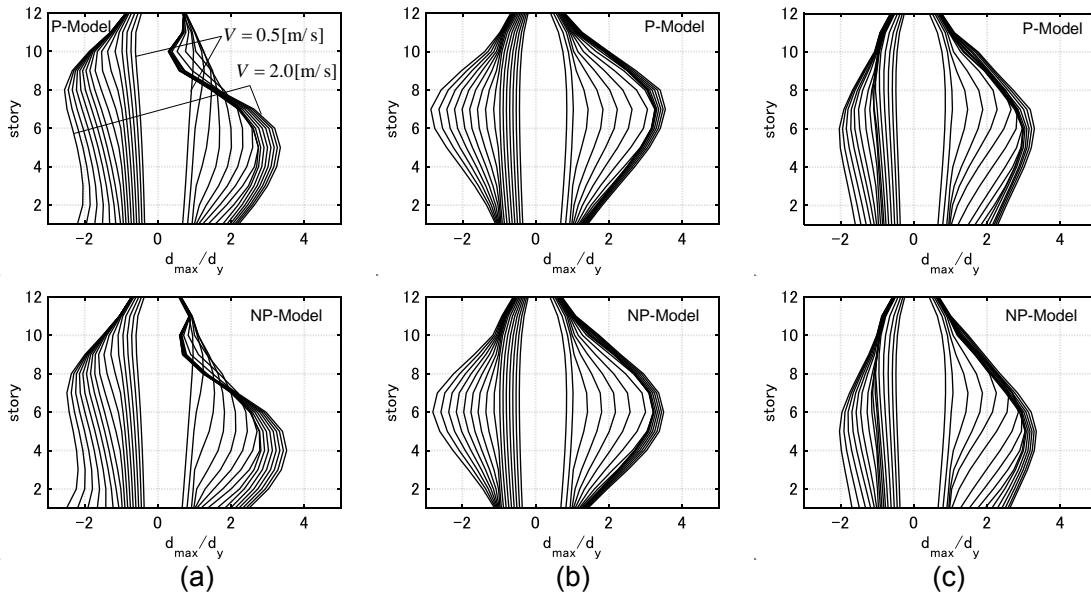 12
10
8
6
4
2
story
P-Model
V = 0.5[m/s]
V = 2.0[m/s]
−2 0 2 4
d_max/d_y
12
10
8
6
4
2
story
P-Model
−2 0 2 4
d_max/d_y
12
10
8
6
4
2
story
P-Model
−2 0 2 4
d_max/d_y
12
10
8
6
4
2
story
NP-Model
−2 0 2 4
d_max/d_y
(a)
12
10
8
6
4
2
story
NP-Model
−2 0 2 4
d_max/d_y
(b)
12
10
8
6
4
2
story
NP-Model
−2 0 2 4
d_max/d_y
(c)